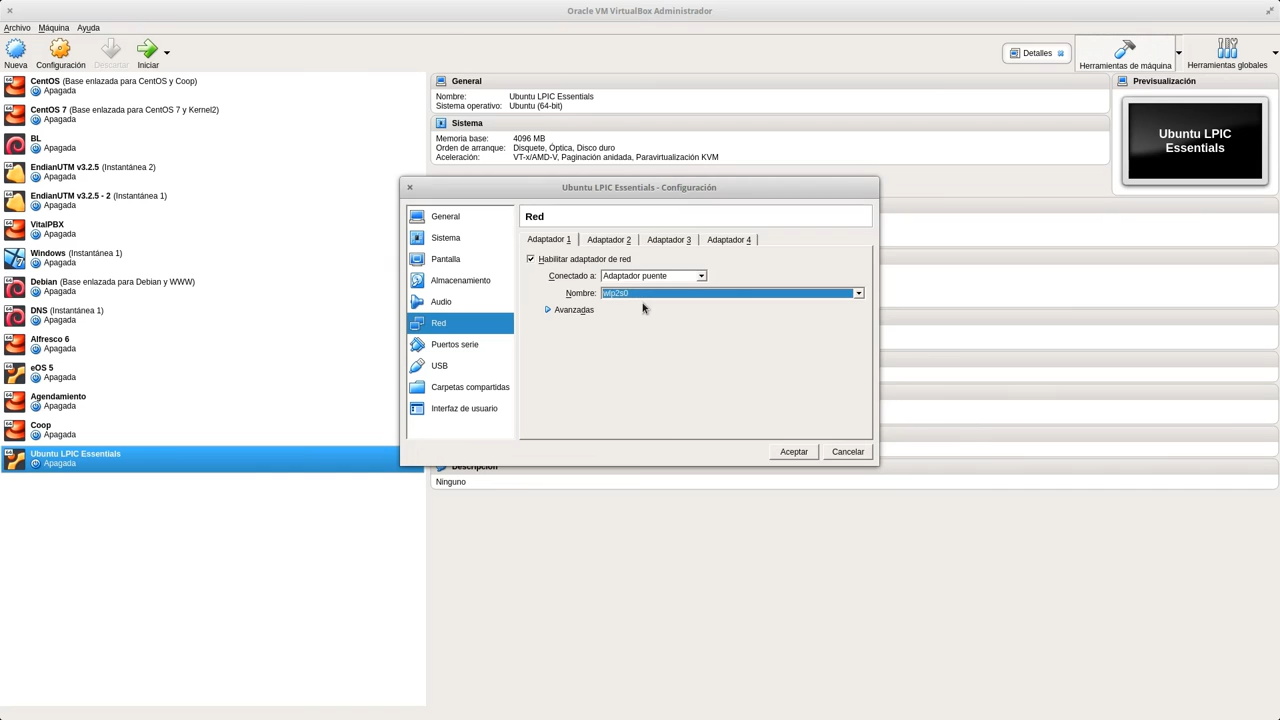 Oracle VM VirtualBox Administrador
Archivo Máquina Ayuda
Nueva Configuración Descartar Iniciar
Detalles Herramientas de máquina Herramientas globales
CentOS (Base enlazada para CentOS y Coop)
Apagada
CentOS 7 (Base enlazada para CentOS 7 y Kernel2)
Apagada
BL
Apagada
EndianUTM v3.2.5 (Instantánea 2)
Apagada
EndianUTM v3.2.5 - 2 (Instantánea 1)
Apagada
VitalPBX
Apagada
Windows (Instantánea 1)
Apagada
Debian (Base enlazada para Debian y WWW)
Apagada
DNS (Instantánea 1)
Apagada
Alfresco 6
Apagada
eOS 5
Apagada
Agendamiento
Apagada
Coop
Apagada
Ubuntu LPIC Essentials
Apagada
General
Nombre: Ubuntu LPIC Essentials
Sistema operativo: Ubuntu (64-bit)
Sistema
Memoria base: 4096 MB
Orden de arranque: Disquete, Óptica, Disco duro
Aceleración: VT-x/AMD-V, Paginación anidada, Paravirtualización KVM
Previsualización
Ubuntu LPIC
Essentials
Ubuntu LPIC Essentials - Configuración
General
Sistema
Pantalla
Almacenamiento
Audio
Red
Puertos serie
USB
Carpetas compartidas
Interfaz de usuario
Red
Adaptador 1 Adaptador 2 Adaptador 3 Adaptador 4
Habilitar adaptador de red
Conectado a: Adaptador puente
Nombre: wlp2s0
Avanzadas
Aceptar Cancelar
Descripción
Ninguno